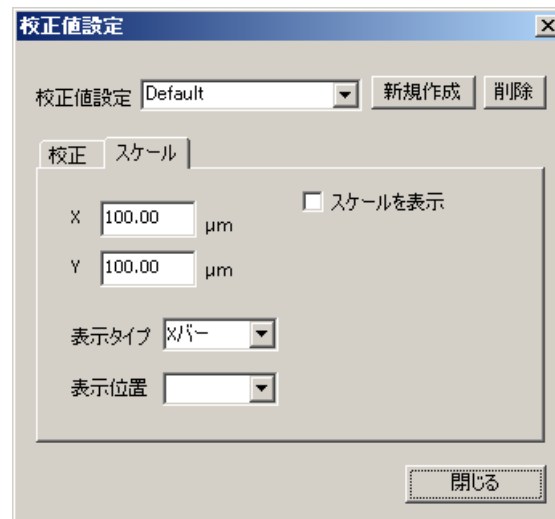 校正値設定
校正値設定 Default 新規作成 削除
校正 スケール
X 100.00 μm スケールを表示
Y 100.00 μm
表示タイプ Xバー
表示位置
閉じる